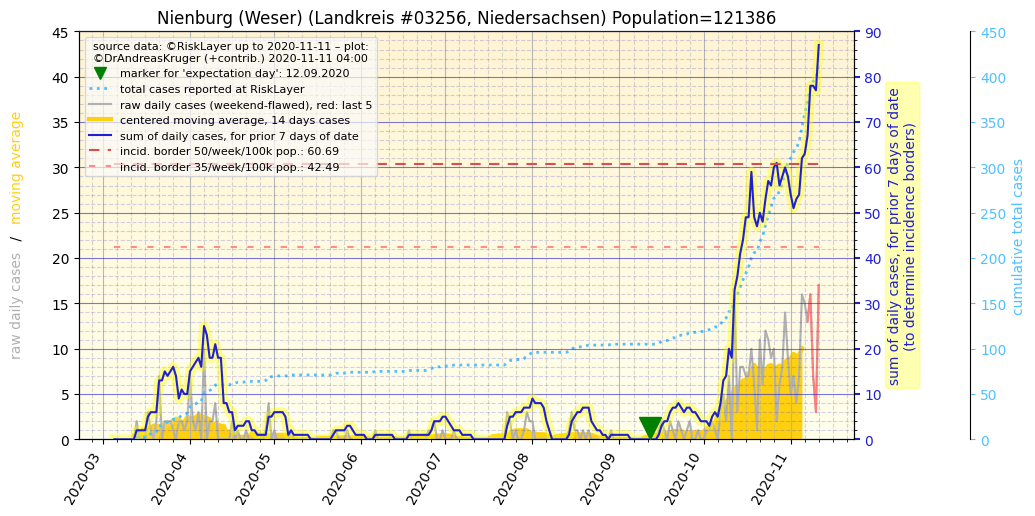 Nienburg (Weser) (Landkreis #03256, Niedersachsen) Population=121386
source data: ©RiskLayer up to 2020-11-11 – plot:
©DrAndreasKruger (+contrib.) 2020-11-11 04:00
marker for 'expectation day': 12.09.2020
total cases reported at RiskLayer
raw daily cases (weekend-flawed), red: last 5
centered moving average, 14 days cases
sum of daily cases, for prior 7 days of date
incid. border 50/week/100k pop.: 60.69
incid. border 35/week/100k pop.: 42.49
raw daily cases / moving average
45
40
35
30
25
20
15
10
5
0
2020-03
2020-04
2020-05
2020-06
2020-07
2020-08
2020-09
2020-10
2020-11
90
80
70
60
50
40
30
20
10
0
sum of daily cases, for prior 7 days of date
(to determine incidence borders)
450
400
350
300
250
200
150
100
50
0
cumulative total cases